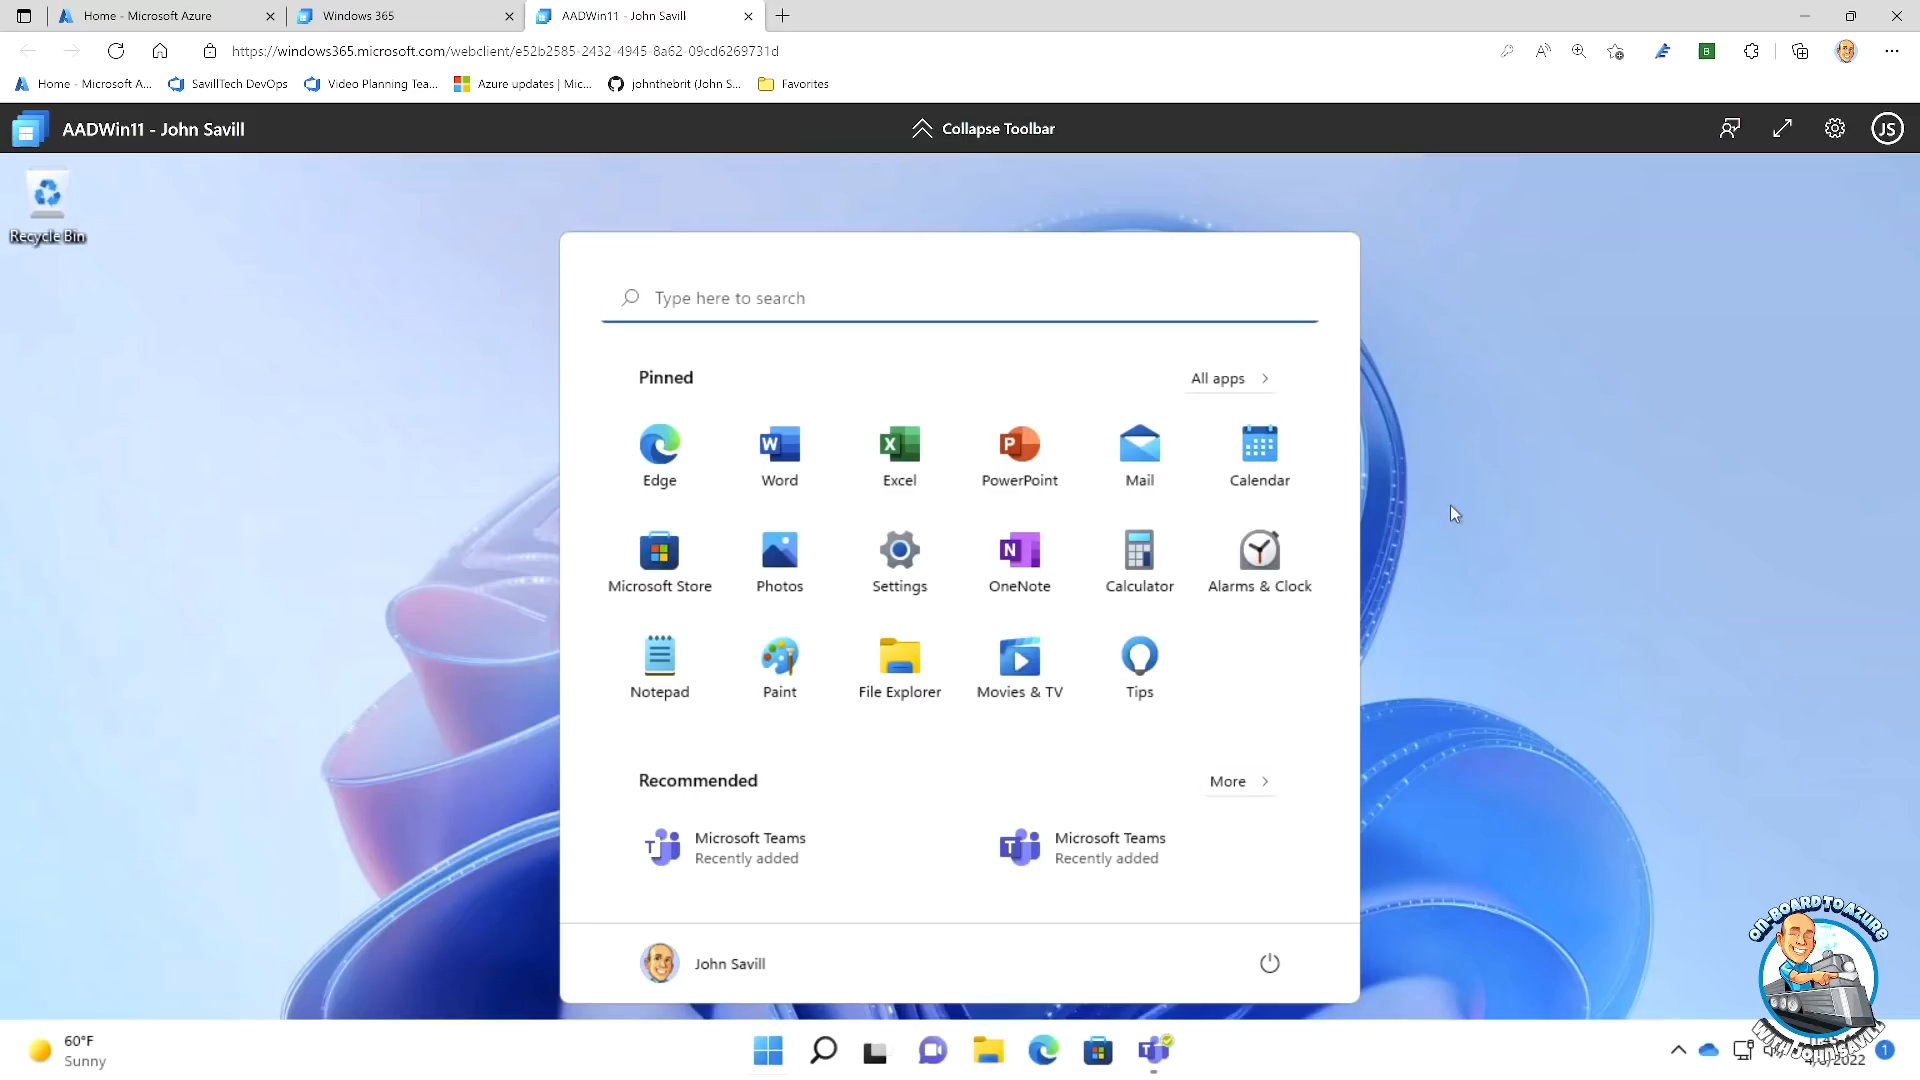 Home - Microsoft Azure
Windows 365
AADWin11 - John Savill
https://windows365.microsoft.com/webclient/e52b2585-2432-4945-8a62-09cd6269731d
Home - Microsoft A...
SavillTech DevOps
Video Planning Tea...
Azure updates | Mic...
johnthebrit (John S...
Favorites
AADWin11 - John Savill
Collapse Toolbar
JS
Recycle Bin
Type here to search
Pinned
All apps
Edge
Word
Excel
PowerPoint
Mail
Calendar
Microsoft Store
Photos
Settings
OneNote
Calculator
Alarms & Clock
Notepad
Paint
File Explorer
Movies & TV
Tips
Recommended
More
Microsoft Teams
Recently added
Microsoft Teams
Recently added
John Savill
ON-BOARD TO AZURE
WITH JOHN SAVILL
60°F
Sunny
1